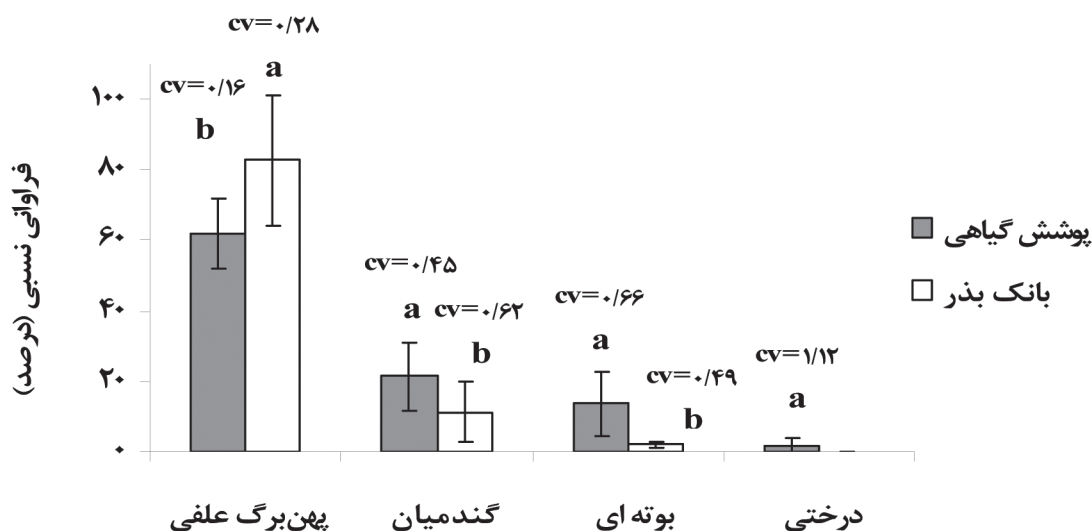 cv=۰/۲۸
cv=۰/۱۶
a
b
cv=۰/۴۵
a
cv=۰/۶۲
b
cv=۰/۶۶
a
cv=۰/۴۹
b
cv=۱/۱۲
a
فراوانی نسبی (درصد)
۱۰۰
۸۰
۶۰
۴۰
۲۰
۰
پهن‌برگ علفی
گندمیان
بوته ای
درختی
پوشش گیاهی
بانک بذر